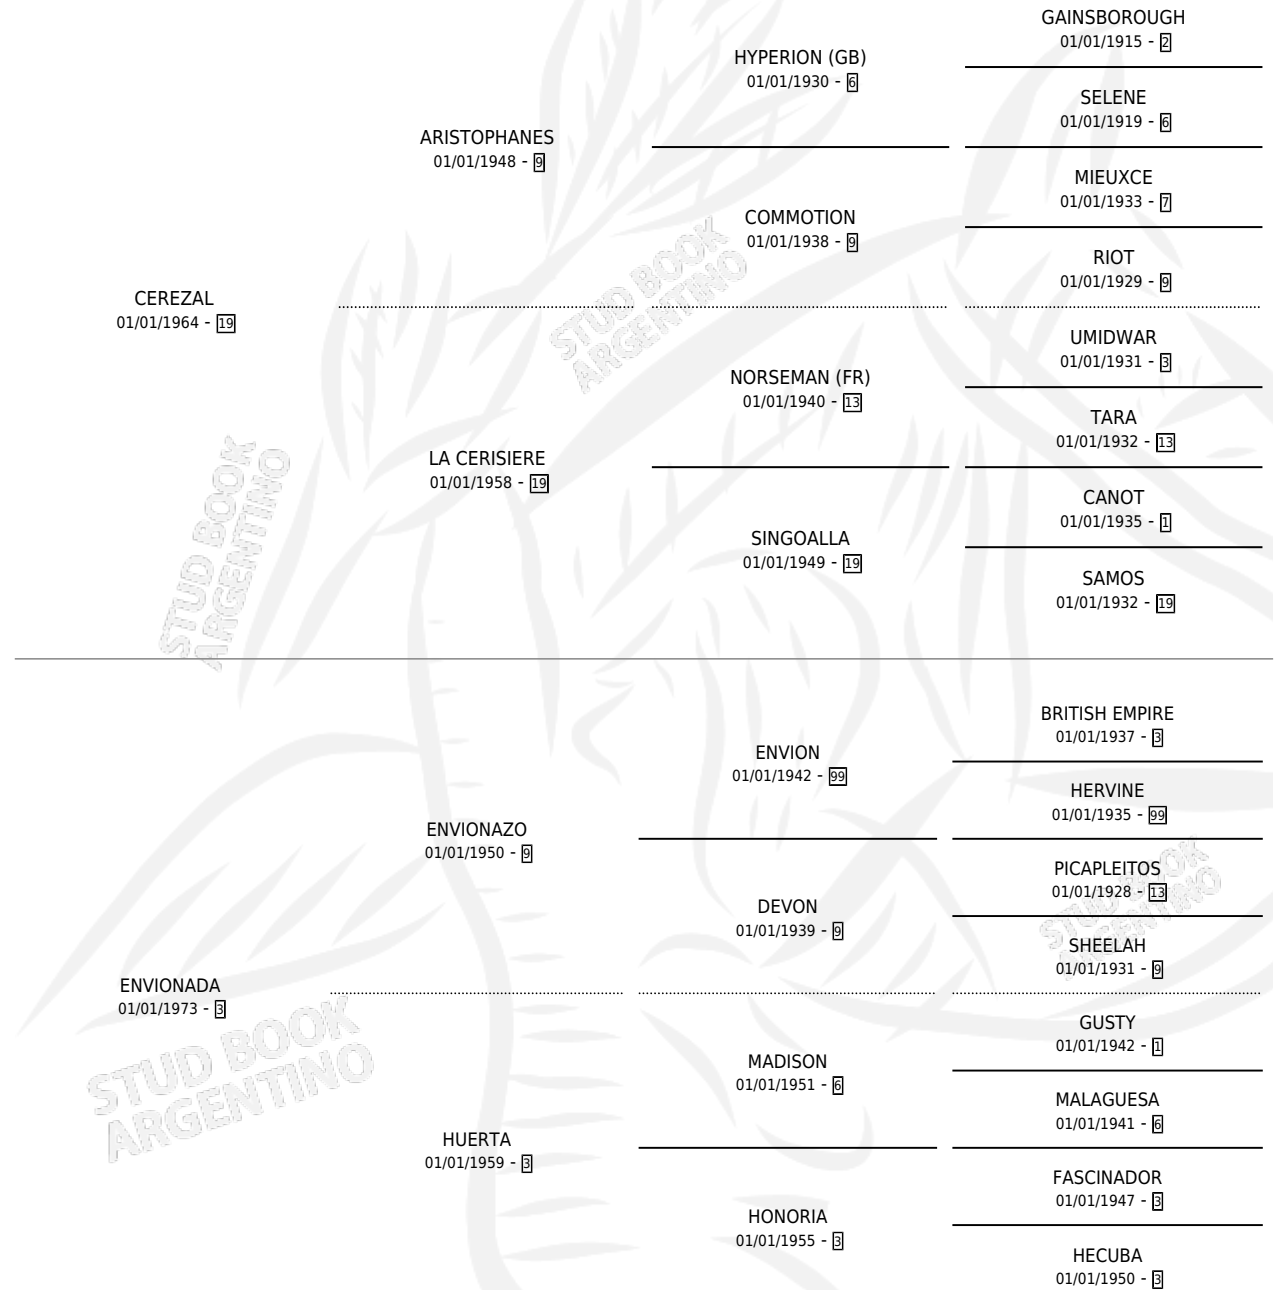 GAINSBOROUGH
01/01/1915 - 2
HYPERION (GB)
01/01/1930 - 6
SELENE
01/01/1919 - 6
ARISTOPHANES
01/01/1948 - 9
MIEUXCE
01/01/1933 - 7
COMMOTION
01/01/1938 - 9
RIOT
01/01/1929 - 9
CEREZAL
01/01/1964 - 19
UMIDWAR
01/01/1931 - 3
NORSEMAN (FR)
01/01/1940 - 13
TARA
01/01/1932 - 13
LA CERISIERE
01/01/1958 - 19
CANOT
01/01/1935 - 1
SINGOALLA
01/01/1949 - 19
SAMOS
01/01/1932 - 19
BRITISH EMPIRE
01/01/1937 - 3
ENVION
01/01/1942 - 99
HERVINE
01/01/1935 - 99
ENVIONAZO
01/01/1950 - 9
PICAPLEITOS
01/01/1928 - 13
DEVON
01/01/1939 - 9
SHEELAH
01/01/1931 - 9
ENVIONADA
01/01/1973 - 3
GUSTY
01/01/1942 - 1
MADISON
01/01/1951 - 6
MALAGUESA
01/01/1941 - 6
HUERTA
01/01/1959 - 3
FASCINADOR
01/01/1947 - 3
HONORIA
01/01/1955 - 3
HECUBA
01/01/1950 - 3
STUD BOOK
ARGENTINO
STUD BOOK
ARGENTINO
STUD BOOK
ARGENTINO
STUD BOOK
ARGENTINO